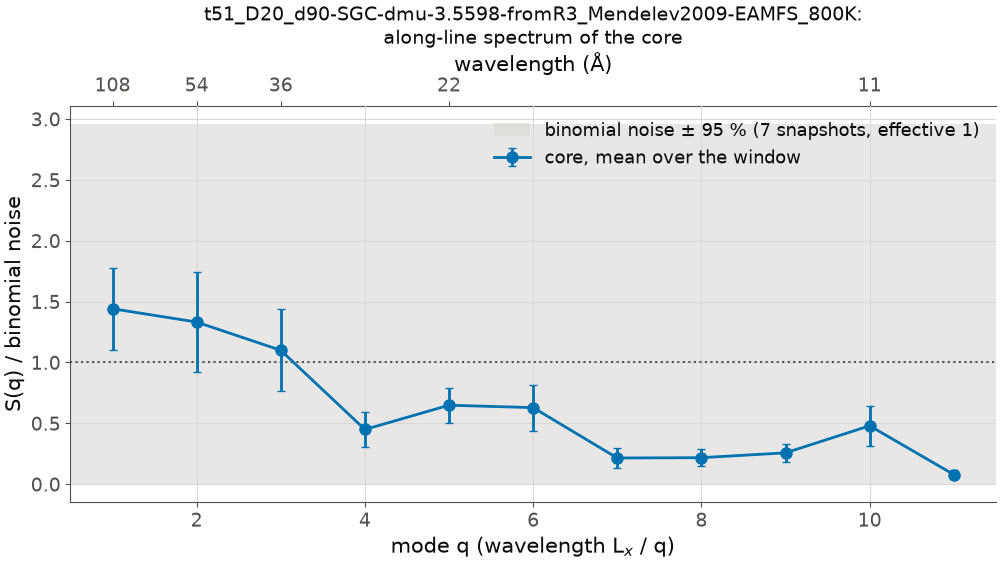 t51_D20_d90-SGC-dmu-3.5598-fromR3_Mendelev2009-EAMFS_800K:
along-line spectrum of the core
wavelength (Å)
108 54 36 22 11
binomial noise ± 95 % (7 snapshots, effective 1)
core, mean over the window
S(q) / binomial noise
3.0
2.5
2.0
1.5
1.0
0.5
0.0
2 4 6 8 10
mode q (wavelength Lₓ / q)